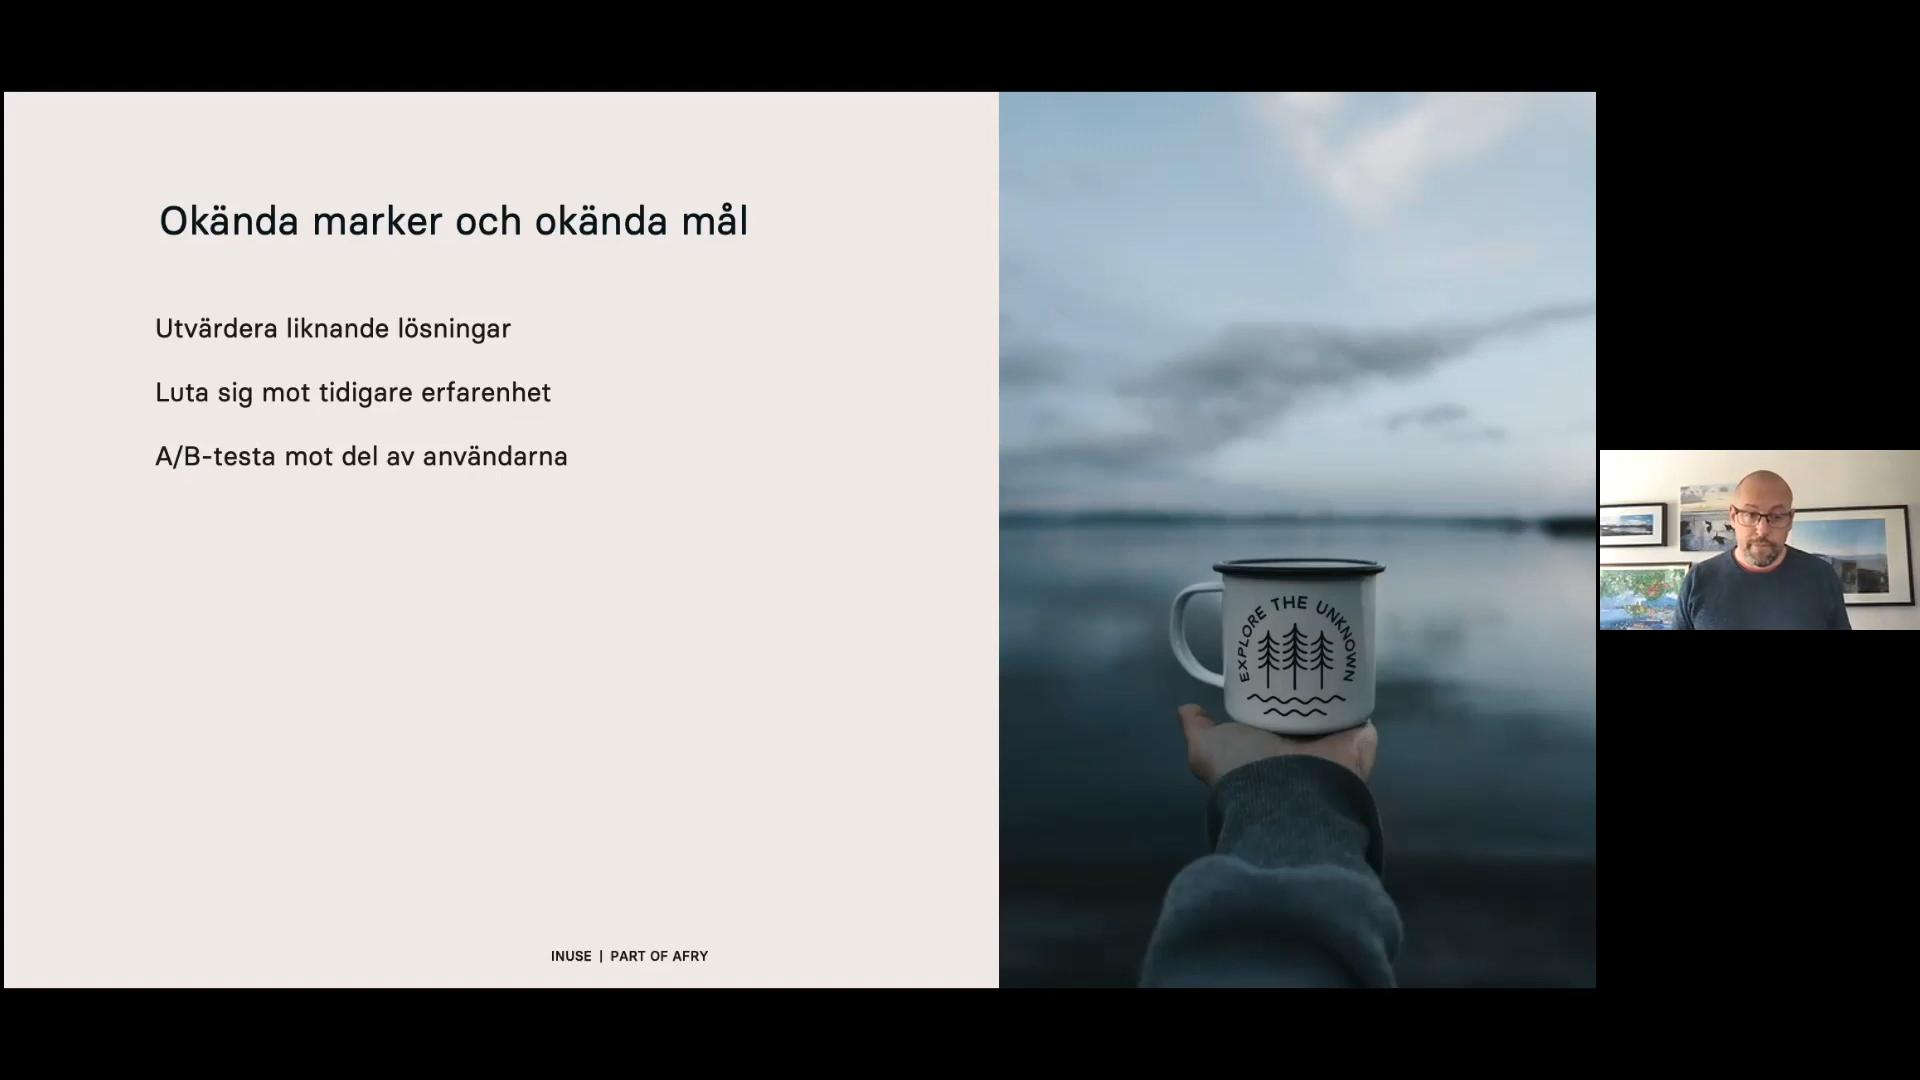 Okända marker och okända mål
Utvärdera liknande lösningar
Luta sig mot tidigare erfarenhet
A/B-testa mot del av användarna
EXPLORE THE UNKNOWN
INUSE | PART OF AFRY